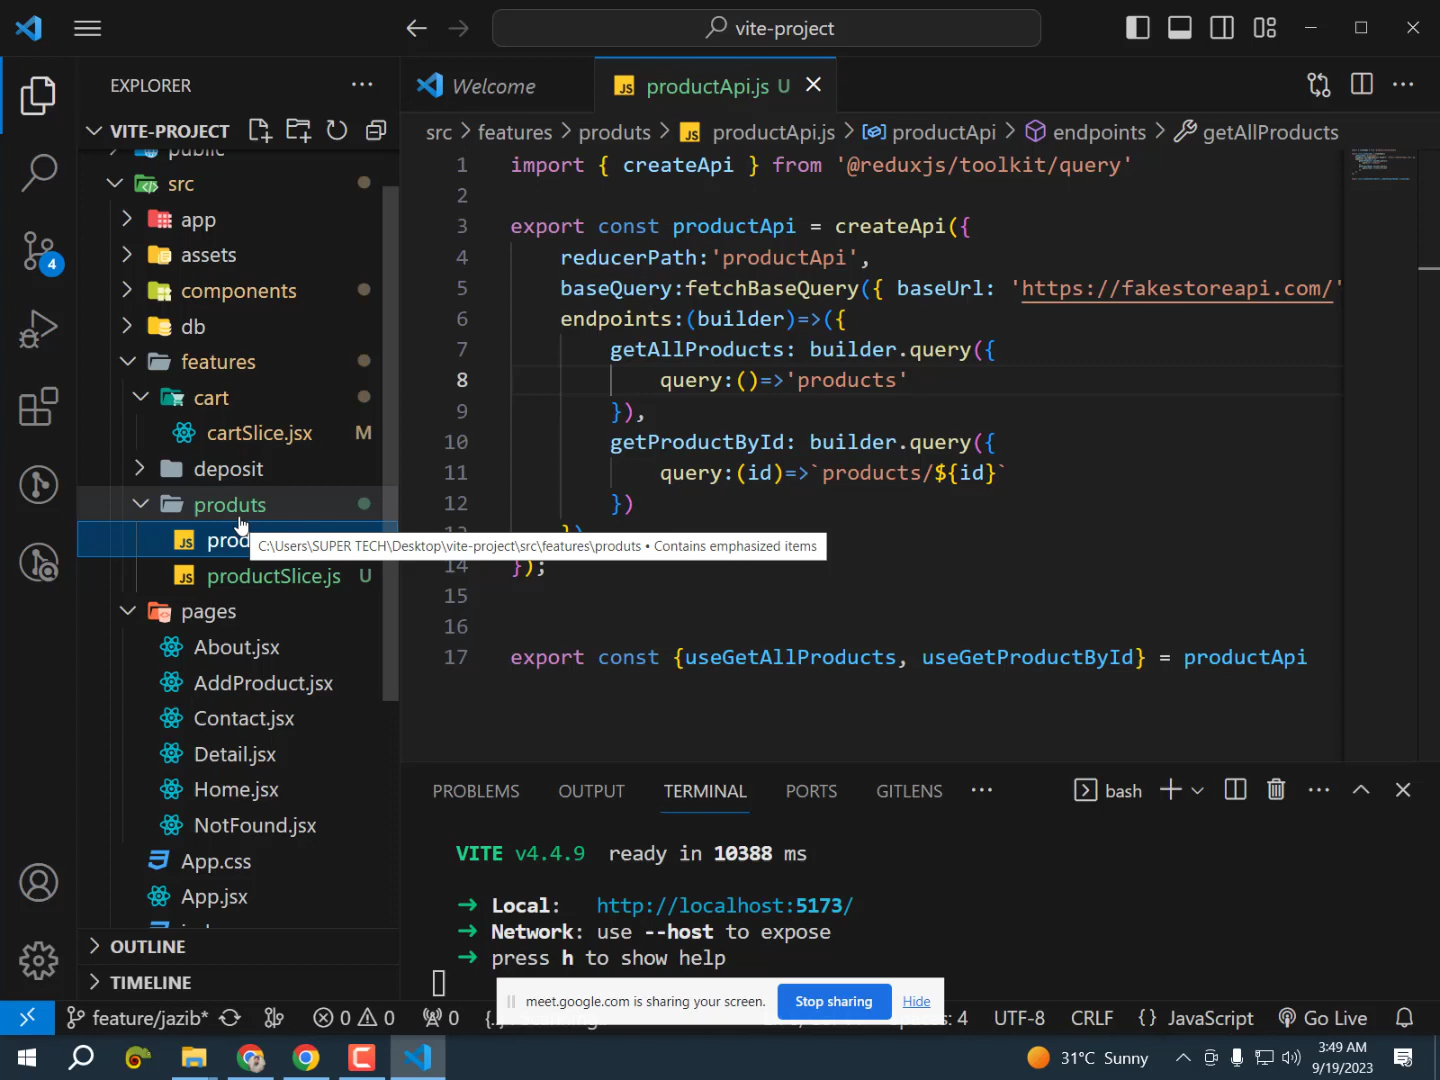 vite-project
EXPLORER
VITE-PROJECT
public
src
app
assets
components
db
features
cart
cartSlice.jsx M
deposit
produts
prod
productSlice.js U
pages
About.jsx
AddProduct.jsx
Contact.jsx
Detail.jsx
Home.jsx
NotFound.jsx
App.css
App.jsx
OUTLINE
TIMELINE
4
Welcome
productApi.js U
src > features > produts > JS productApi.js > productApi > endpoints > getAllProducts
1 import { createApi } from '@reduxjs/toolkit/query'
2
3 export const productApi = createApi({
4 reducerPath:'productApi',
5 baseQuery:fetchBaseQuery({ baseUrl: 'https://fakestoreapi.com/'
6 endpoints:(builder)=>({
7 getAllProducts: builder.query({
8 query:()=>'products'
9 }),
10 getProductById: builder.query({
11 query:(id)=>`products/${id}`
12 })
C:\Users\SUPER TECH\Desktop\vite-project\src\features\produts • Contains emphasized items
14 });
15
16
17 export const {useGetAllProducts, useGetProductById} = productApi
PROBLEMS OUTPUT TERMINAL PORTS GITLENS
bash
VITE v4.4.9 ready in 10388 ms
➜ Local: http://localhost:5173/
➜ Network: use --host to expose
➜ press h to show help
meet.google.com is sharing your screen. Stop sharing Hide
feature/jazib* 0 0 0 Spaces: 4 UTF-8 CRLF {} JavaScript Go Live
31°C Sunny
3:49 AM
9/19/2023